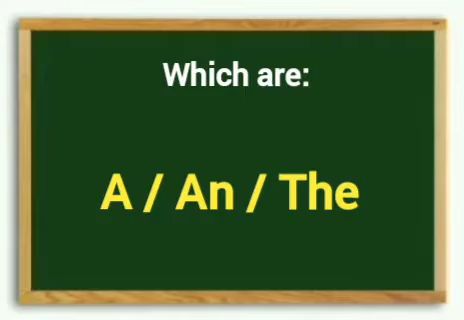 Which are:
A / An / The